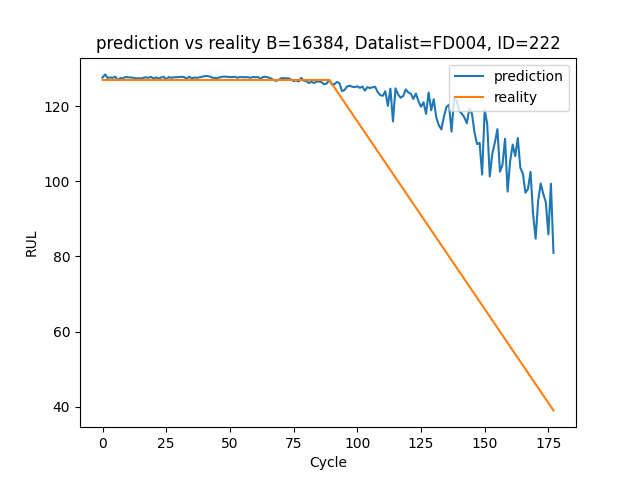 prediction vs reality B=16384, Datalist=FD004, ID=222
prediction
reality
120
100
80
60
40
RUL
0 25 50 75 100 125 150 175
Cycle